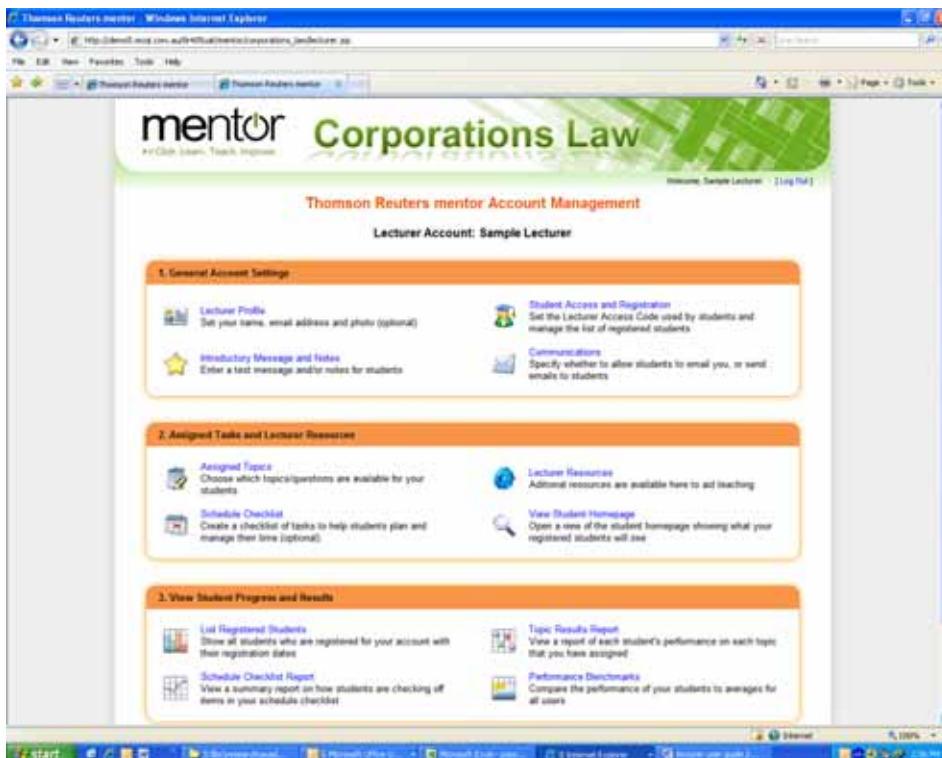 Thomson Reuters mentor - Windows Internet Explorer
File Edit View Favorites Tools Help
Thomson Reuters mentor Thomson Reuters mentor Page Tools
mentor Corporations Law
Click. Learn. Teach. Improve.
Welcome, Sample Lecturer [Log Out]
Thomson Reuters mentor Account Management
Lecturer Account: Sample Lecturer
1. General Account Settings
Lecturer Profile
Set your name, email address and photo (optional)
Student Access and Registration
Set the Lecturer Access Code used by students and
manage the list of registered students
Introductory Message and Notes
Enter a text message and/or notes for students
Communications
Specify whether to allow students to email you, or send
emails to students
2. Assigned Tasks and Lecturer Resources
Assigned Topics
Choose which topics/questions are available for your
students
Lecturer Resources
Aditional resources are available here to aid teaching
Schedule Checklist
Create a checklist of tasks to help students plan and
manage their time (optional)
View Student Homepage
Open a view of the student homepage showing what your
registered students will see
3. View Student Progress and Results
List Registered Students
Show all students who are registered for your account with
their registration dates
Topic Results Report
View a report of each student's performance on each topic
that you have assigned
Schedule Checklist Report
View a summary report on how students are checking off
items in your schedule checklist
Performance Benchmarks
Compare the performance of your students to averages for
all users
Internet 100%
start